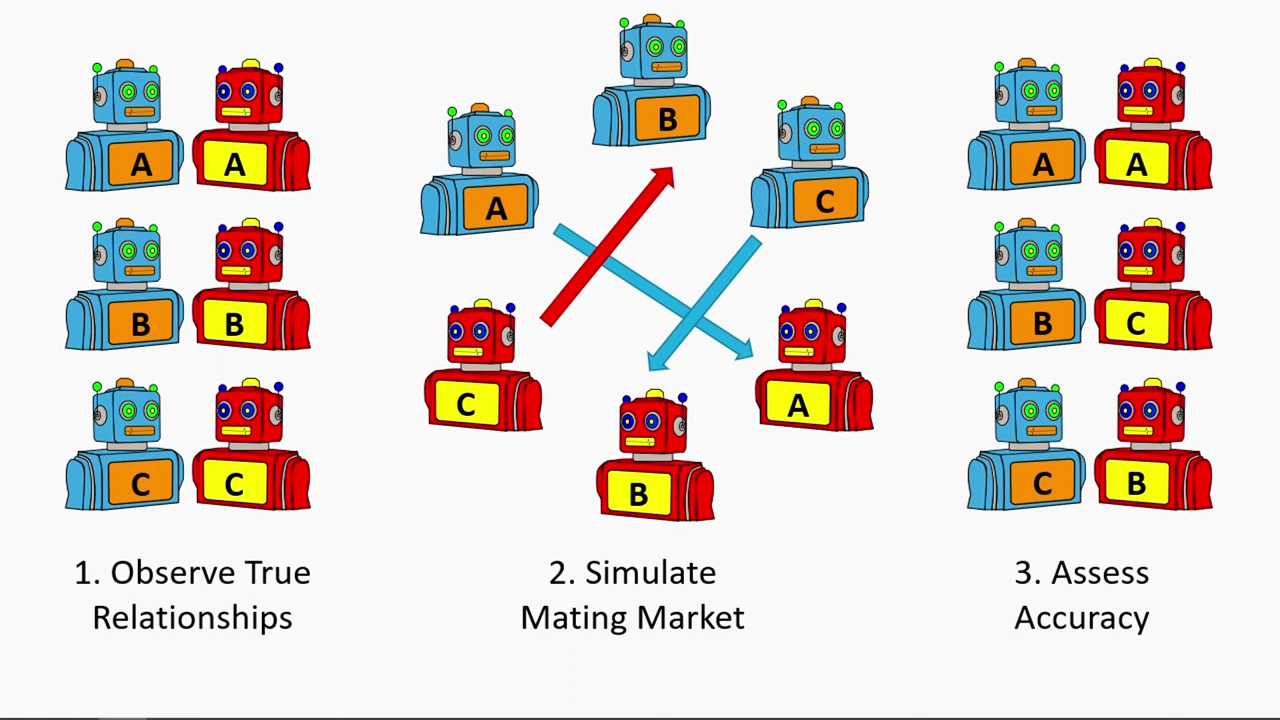 A A
B B
C C
1. Observe True
Relationships
B
A
C
C
A
B
2. Simulate
Mating Market
A A
B C
C B
3. Assess
Accuracy